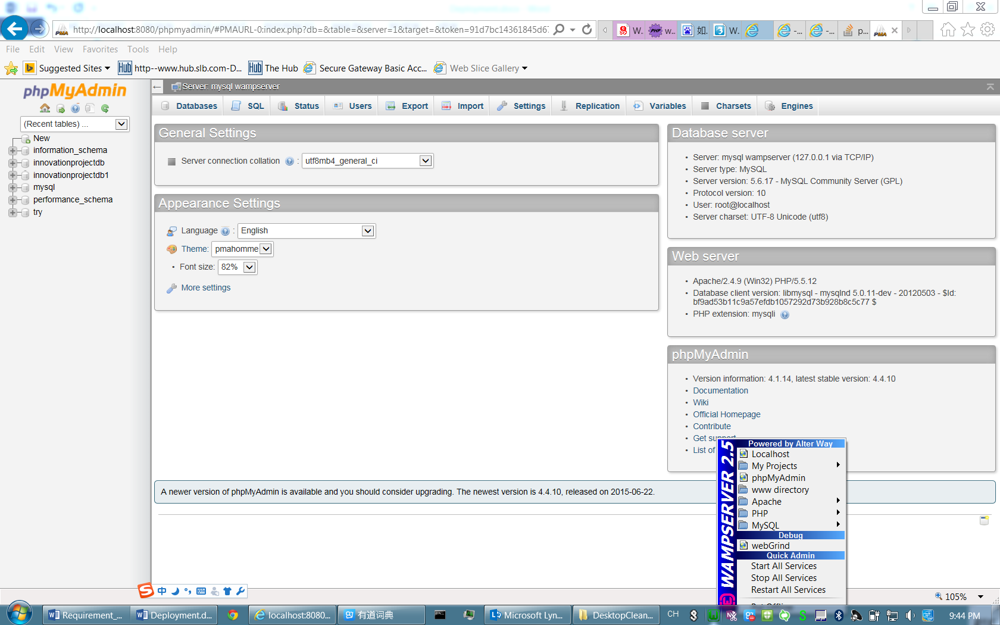 http://localhost:8080/phpmyadmin/#PMAURL-0:index.php?db=&table=&server=1&target=&token=91d7bc14361845d67
W.
w..
如.
W.
-...
-...
p...
File Edit View Favorites Tools Help
Suggested Sites
http--www.hub.slb.com-D...
The Hub
Secure Gateway Basic Acc...
Web Slice Gallery
phpMyAdmin
Server: mysql wampserver
Databases SQL Status Users Export Import Settings Replication Variables Charsets Engines
(Recent tables) ...
New
information_schema
innovationprojectdb
innovationprojectdb1
mysql
performance_schema
try
General Settings
Server connection collation : utf8mb4_general_ci
Appearance Settings
Language : English
Theme: pmahomme
• Font size: 82%
More settings
Database server
• Server: mysql wampserver (127.0.0.1 via TCP/IP)
• Server type: MySQL
• Server version: 5.6.17 - MySQL Community Server (GPL)
• Protocol version: 10
• User: root@localhost
• Server charset: UTF-8 Unicode (utf8)
Web server
• Apache/2.4.9 (Win32) PHP/5.5.12
• Database client version: libmysql - mysqlnd 5.0.11-dev - 20120503 - $Id:
bf9ad53b11c9a57efdb1057292d73b928b8c5c77 $
• PHP extension: mysqli
phpMyAdmin
• Version information: 4.1.14, latest stable version: 4.4.10
• Documentation
• Wiki
• Official Homepage
• Contribute
• Get support
• List of
A newer version of phpMyAdmin is available and you should consider upgrading. The newest version is 4.4.10, released on 2015-06-22.
WAMPSERVER 2.5
Powered by Alter Way
Localhost
My Projects
phpMyAdmin
www directory
Apache
PHP
MySQL
Debug
webGrind
Quick Admin
Start All Services
Stop All Services
Restart All Services
中
105%
Requirement_...
Deployment.d...
localhost:8080...
有道词典
Microsoft Lyn...
DesktopClean...
CH
9:44 PM